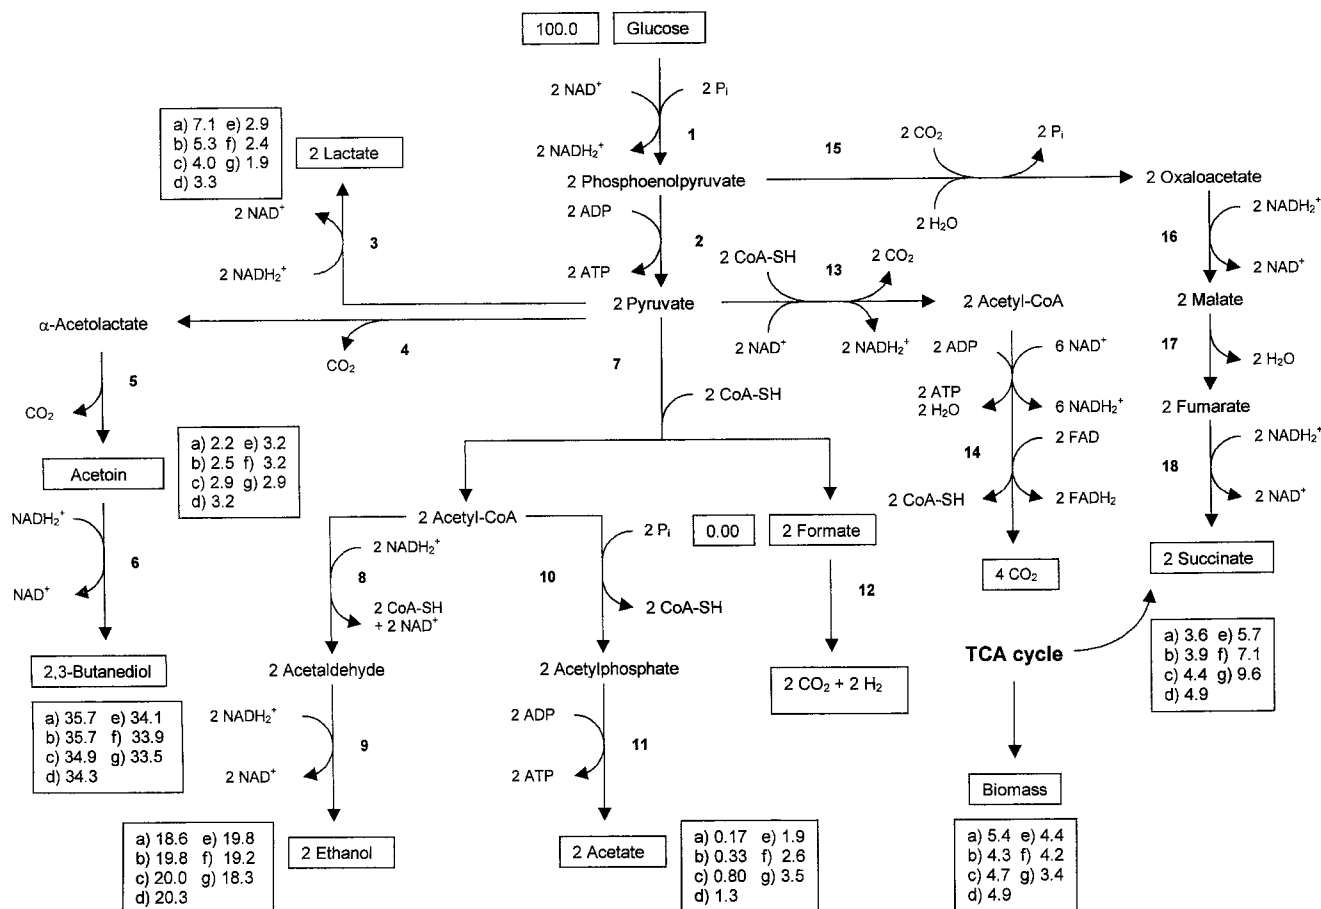 100.0 Glucose
2 NAD⁺ 2 Pᵢ
1
2 NADH₂⁺
a) 7.1 e) 2.9
b) 5.3 f) 2.4
c) 4.0 g) 1.9
d) 3.3
2 Lactate
2 NAD⁺
3
2 NADH₂⁺
2 Phosphoenolpyruvate
15
2 CO₂ 2 Pᵢ
2 H₂O
2 Oxaloacetate
2 ADP
2
2 ATP
2 NADH₂⁺
16
2 NAD⁺
2 Pyruvate
2 CoA-SH 13 2 CO₂
2 NAD⁺ 2 NADH₂⁺
2 Acetyl-CoA
2 Malate
17
2 H₂O
α-Acetolactate
4
CO₂
7
2 CoA-SH
5
CO₂
2 ADP 6 NAD⁺
2 ATP
2 H₂O
6 NADH₂⁺
14
2 FAD
2 CoA-SH 2 FADH₂
4 CO₂
2 Fumarate
2 NADH₂⁺
18
2 NAD⁺
2 Succinate
Acetoin
a) 2.2 e) 3.2
b) 2.5 f) 3.2
c) 2.9 g) 2.9
d) 3.2
NADH₂⁺
6
NAD⁺
2 Acetyl-CoA
2 NADH₂⁺
8
2 CoA-SH
+ 2 NAD⁺
2 Pᵢ
10
2 CoA-SH
0.00 2 Formate
12
2 CO₂ + 2 H₂
TCA cycle
a) 3.6 e) 5.7
b) 3.9 f) 7.1
c) 4.4 g) 9.6
d) 4.9
2,3-Butanediol
a) 35.7 e) 34.1
b) 35.7 f) 33.9
c) 34.9 g) 33.5
d) 34.3
2 Acetaldehyde
2 NADH₂⁺
9
2 NAD⁺
2 Acetylphosphate
2 ADP
11
2 ATP
Biomass
a) 5.4 e) 4.4
b) 4.3 f) 4.2
c) 4.7 g) 3.4
d) 4.9
a) 18.6 e) 19.8
b) 19.8 f) 19.2
c) 20.0 g) 18.3
d) 20.3
2 Ethanol
2 Acetate
a) 0.17 e) 1.9
b) 0.33 f) 2.6
c) 0.80 g) 3.5
d) 1.3